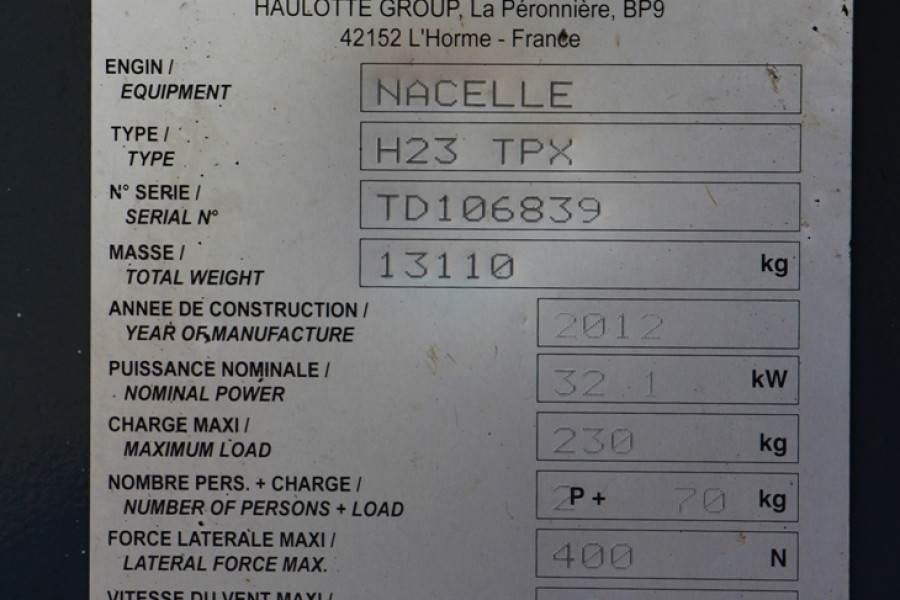 HAULOTTE GROUP, La Péronnière, BP9
42152 L'Horme - France
ENGIN /
EQUIPMENT
NACELLE
TYPE /
TYPE
H23 TPX
N° SERIE /
SERIAL N°
TD106839
MASSE /
TOTAL WEIGHT
13110 kg
ANNEE DE CONSTRUCTION /
YEAR OF MANUFACTURE
2012
PUISSANCE NOMINALE /
NOMINAL POWER
32.1 kW
CHARGE MAXI /
MAXIMUM LOAD
230 kg
NOMBRE PERS. + CHARGE /
NUMBER OF PERSONS + LOAD
2P + 70 kg
FORCE LATERALE MAXI /
LATERAL FORCE MAX.
400 N
VITESSE DU VENT MAXI /